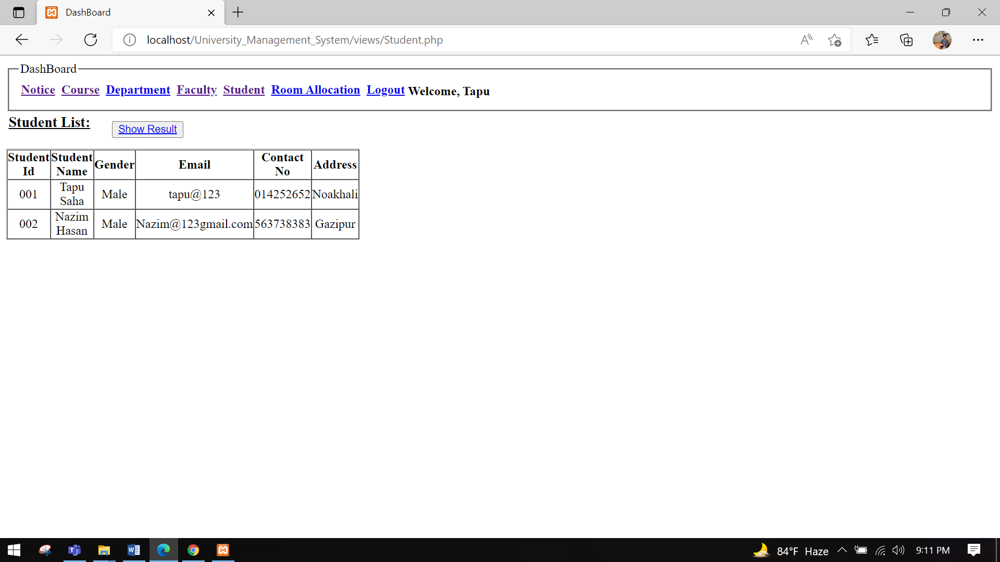 DashBoard
localhost/University_Management_System/views/Student.php
DashBoard
Notice Course Department Faculty Student Room Allocation Logout Welcome, Tapu
Student List: Show Result
Student Id Student Name Gender Email Contact No Address
001 Tapu Saha Male tapu@123 014252652 Noakhali
002 Nazim Hasan Male Nazim@123gmail.com 563738383 Gazipur
84°F Haze 9:11 PM